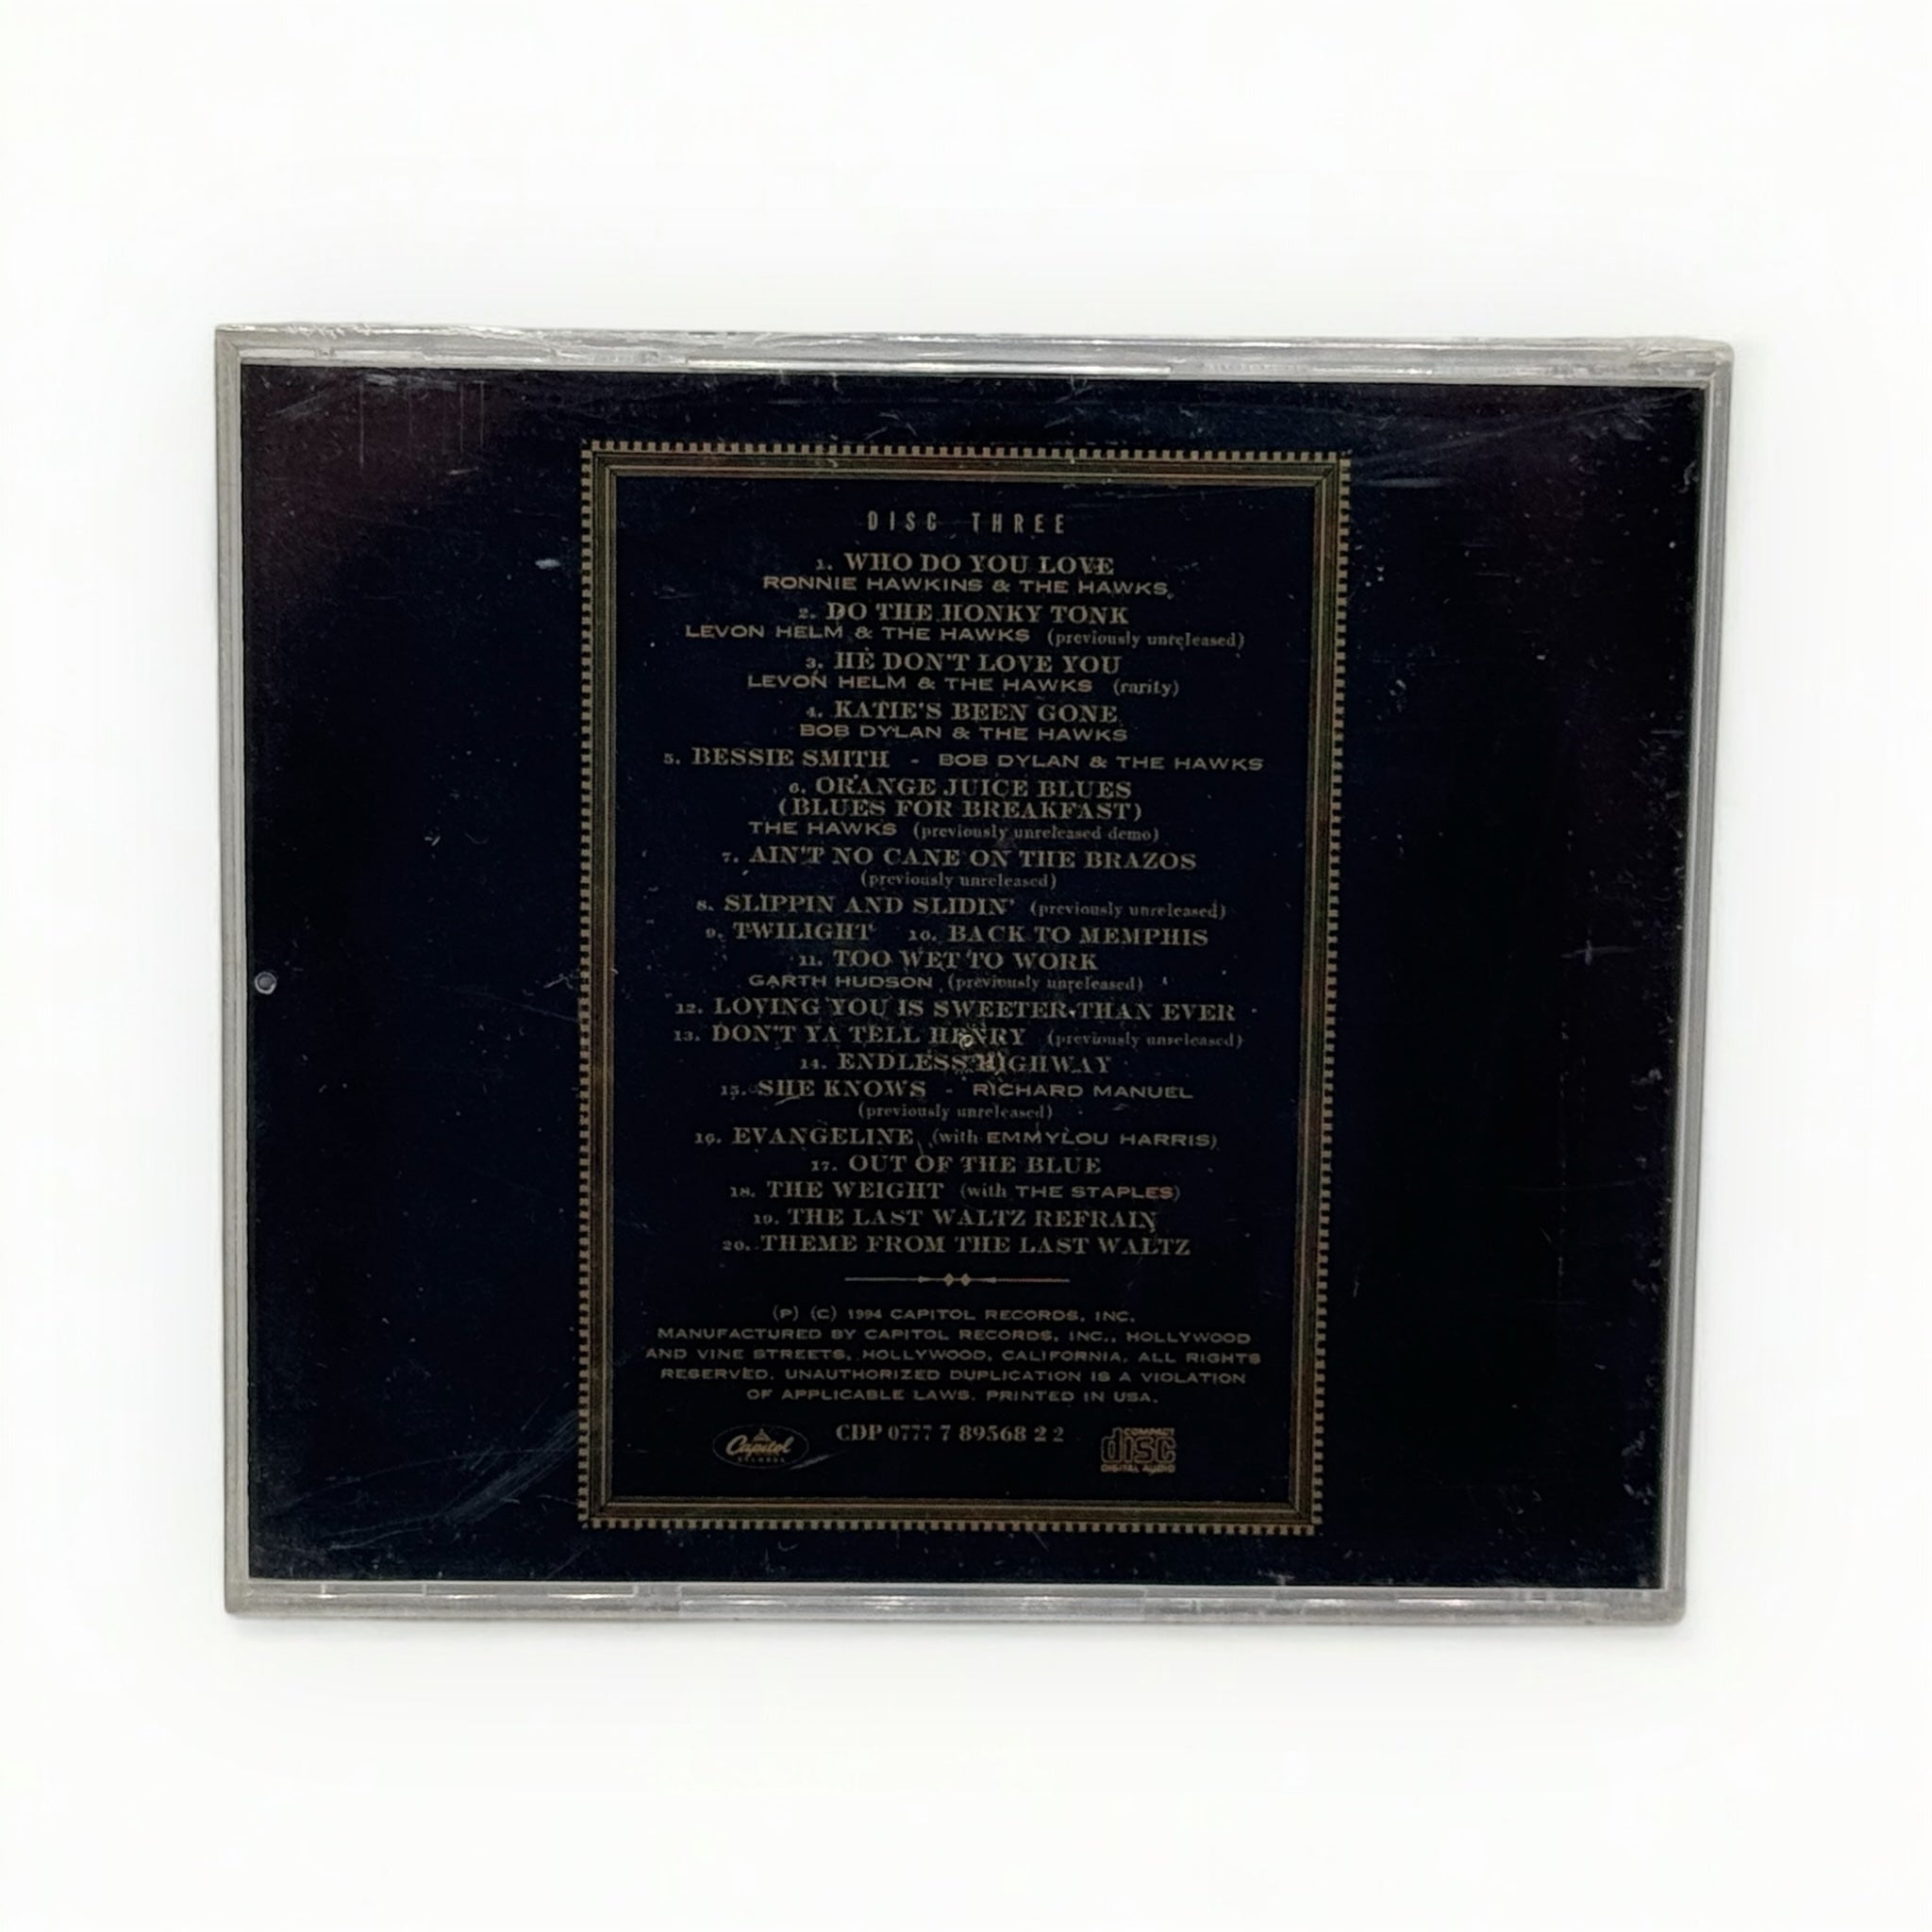 DISC THREE
1. WHO DO YOU LOVE
RONNIE HAWKINS & THE HAWKS
2. DO THE HONKY TONK
LEVON HELM & THE HAWKS (previously unreleased)
3. HE DON'T LOVE YOU
LEVON HELM & THE HAWKS (rarity)
4. KATIE'S BEEN GONE
BOB DYLAN & THE HAWKS
5. BESSIE SMITH - BOB DYLAN & THE HAWKS
6. ORANGE JUICE BLUES
(BLUES FOR BREAKFAST)
THE HAWKS (previously unreleased demo)
7. AIN'T NO CANE ON THE BRAZOS
(previously unreleased)
8. SLIPPIN AND SLIDIN' (previously unreleased)
9. TWILIGHT 10. BACK TO MEMPHIS
11. TOO WET TO WORK
GARTH HUDSON (previously unreleased)
12. LOVING YOU IS SWEETER THAN EVER
13. DON'T YA TELL HENRY (previously unreleased)
14. ENDLESS HIGHWAY
15. SHE KNOWS - RICHARD MANUEL
(previously unreleased)
16. EVANGELINE (with EMMYLOU HARRIS)
17. OUT OF THE BLUE
18. THE WEIGHT (with THE STAPLES)
19. THE LAST WALTZ REFRAIN
20. THEME FROM THE LAST WALTZ
(P) (C) 1994 CAPITOL RECORDS, INC.
MANUFACTURED BY CAPITOL RECORDS, INC., HOLLYWOOD
AND VINE STREETS, HOLLYWOOD, CALIFORNIA. ALL RIGHTS
RESERVED. UNAUTHORIZED DUPLICATION IS A VIOLATION
OF APPLICABLE LAWS. PRINTED IN USA.
CDP 0777 7 89568 2 2
Capitol
RECORDS
COMPACT
disc
DIGITAL AUDIO